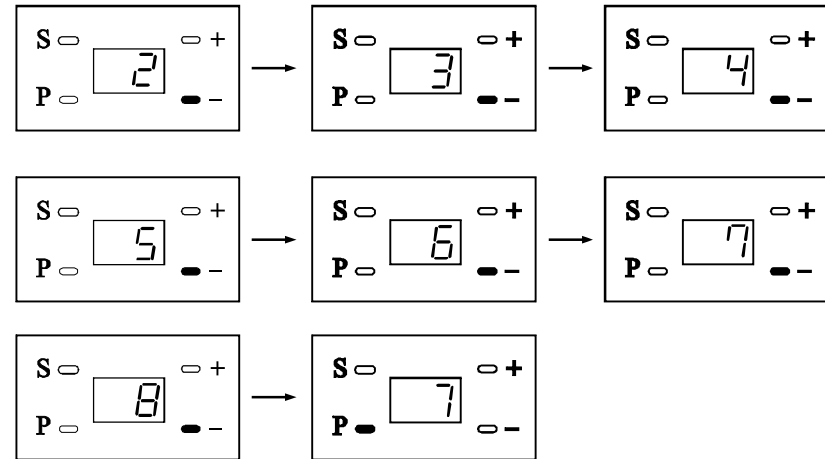 S + S + S +
2 3 4
P - P - P -
S + S + S +
5 6 7
P - P - P -
S + S +
8 7
P - P -